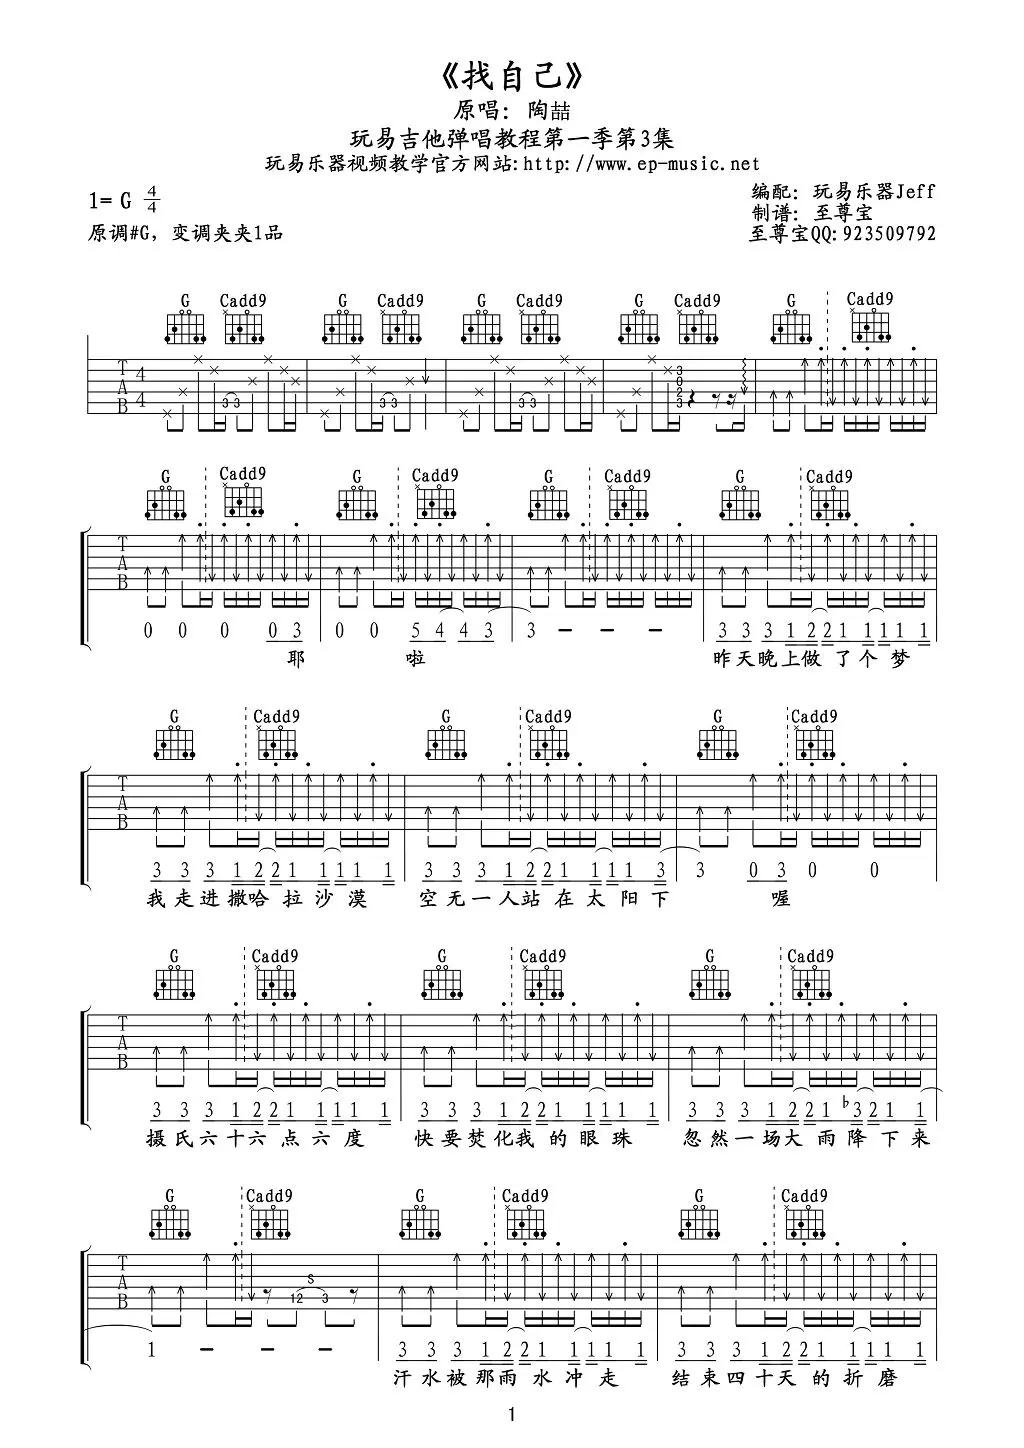 《找自己》
原唱：陶喆
玩易吉他弹唱教程第一季第3集
玩易乐器视频教学官方网站:http://www.ep-music.net
1= G 4/4
编配：玩易乐器Jeff
制谱：至尊宝
原调#G，变调夹夹1品
至尊宝QQ:923509792
G Cadd9 G Cadd9 G Cadd9 G Cadd9 G Cadd9
T A B 4 4 3 3 3 3 3 3 3 0 2 3
G Cadd9 G Cadd9 G Cadd9 G Cadd9
T A B
0 0 0 0 3 0 0 5 4 4 3 3 - - - 3 3 3 1 2 2 1 1 1 1 1
耶 啦 昨天晚上做了个梦
G Cadd9 G Cadd9 G Cadd9
T A B
3 3 3 1 2 2 1 1 1 1 1 3 3 3 1 2 2 1 1 1 1 3 3 0 3 0 0
我走进撒哈拉沙漠 空无一人站在太阳下 喔
G Cadd9 G Cadd9 G Cadd9
T A B
3 3 3 1 2 2 1 1 1 1 1 3 3 3 1 2 2 1 1 1 1 1 3 3 3 1 2 2 1 b3 2 1 1
摄氏六十六点六度 快要焚化我的眼珠 忽然一场大雨降下来
G Cadd9 G Cadd9 G Cadd9
T A B S 12 3
1 - - - 3 3 3 1 2 2 1 1 1 1 1 3 3 3 1 2 2 1 1 1 1 1
汗水被那雨水冲走 结束四十天的折磨
1